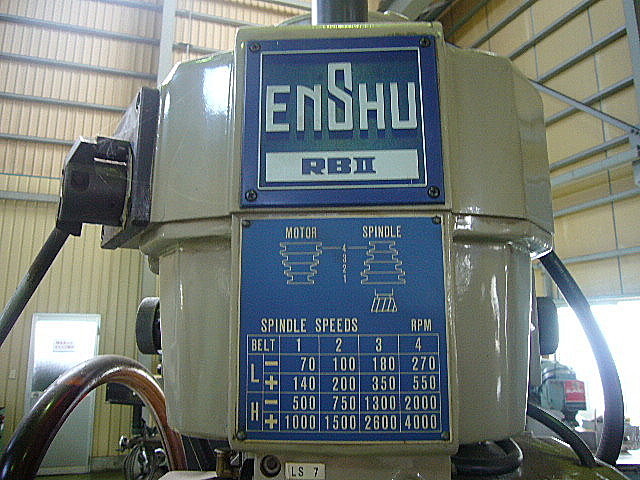 ENSHU
RBII
MOTOR SPINDLE
4
3
2
1
SPINDLE SPEEDS RPM
BELT 1 2 3 4
L - 70 100 180 270
+ 140 200 350 550
H - 500 750 1300 2000
+ 1000 1500 2600 4000
LS 7